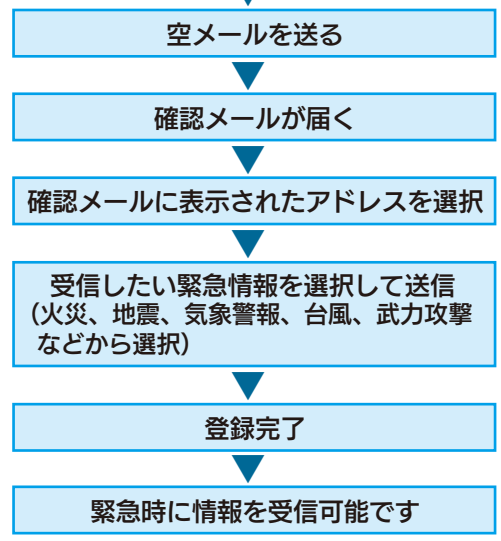 空メールを送る
確認メールが届く
確認メールに表示されたアドレスを選択
受信したい緊急情報を選択して送信
（火災、地震、気象警報、台風、武力攻撃
などから選択）
登録完了
緊急時に情報を受信可能です